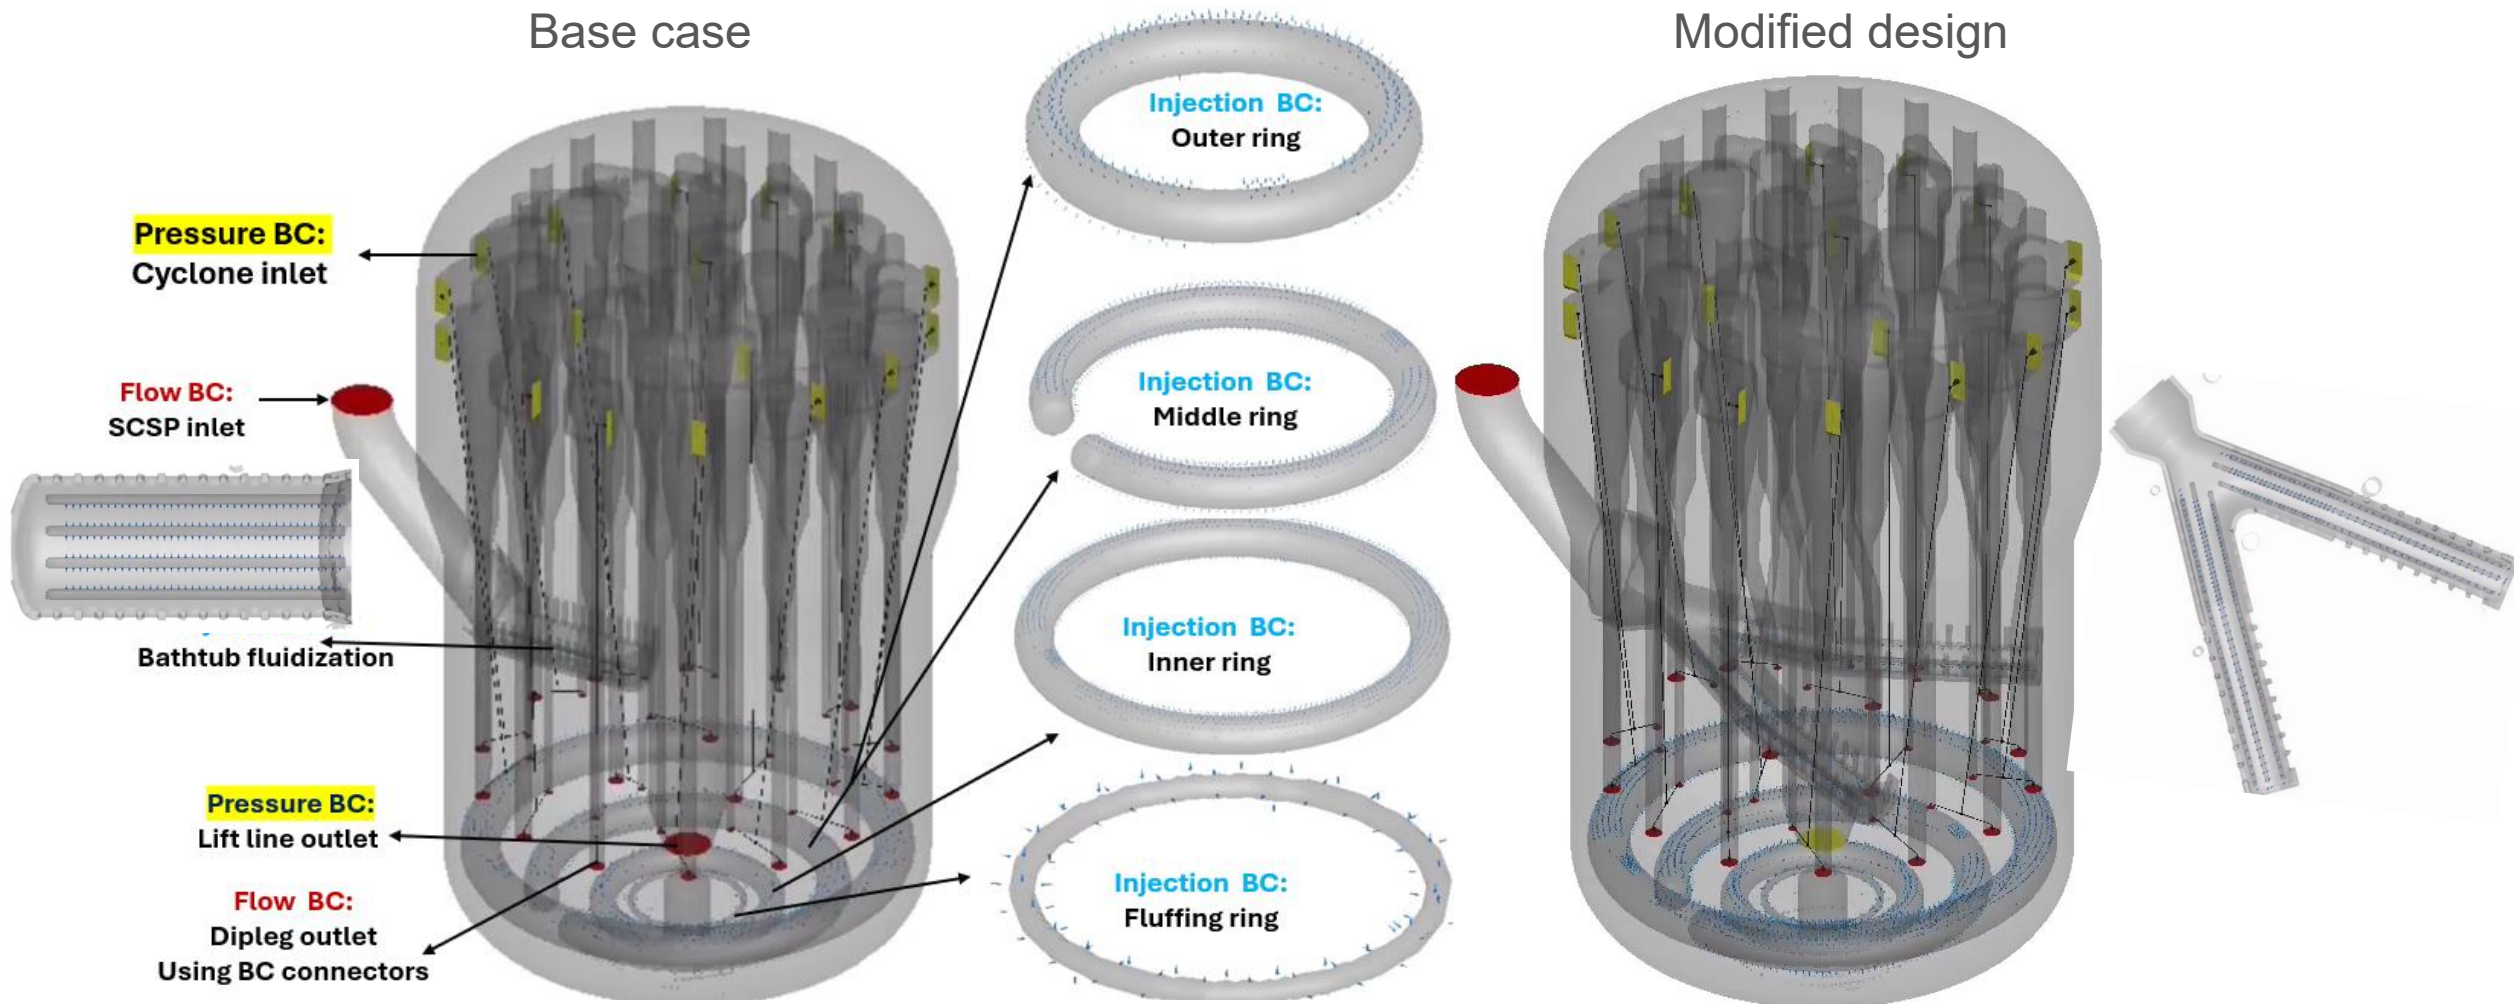 Base case
Modified design
Pressure BC:
Cyclone inlet
Flow BC:
SCSP inlet
Bathtub fluidization
Pressure BC:
Lift line outlet
Flow BC:
Dipleg outlet
Using BC connectors
Injection BC:
Outer ring
Injection BC:
Middle ring
Injection BC:
Inner ring
Injection BC:
Fluffing ring